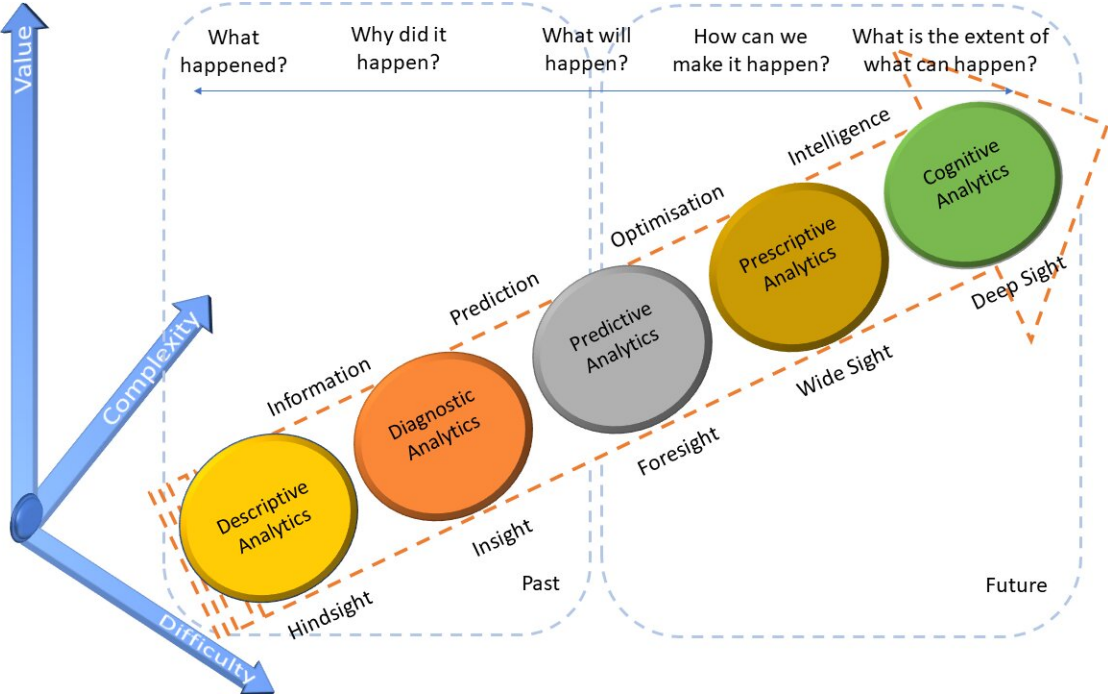 Value
Complexity
Difficulty
What
happened?
Why did it
happen?
What will
happen?
How can we
make it happen?
What is the extent of
what can happen?
Information
Prediction
Optimisation
Intelligence
Descriptive
Analytics
Diagnostic
Analytics
Predictive
Analytics
Prescriptive
Analytics
Cognitive
Analytics
Hindsight
Insight
Foresight
Wide Sight
Deep Sight
Past
Future